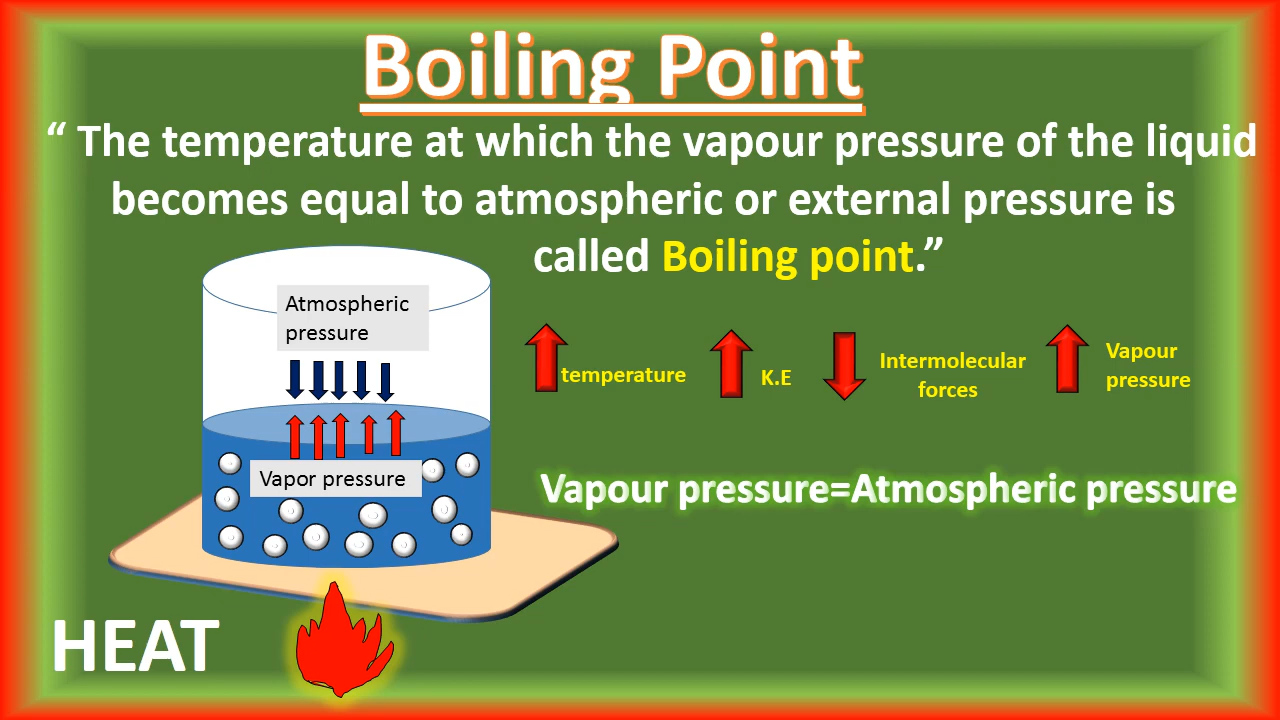 Boiling Point
“ The temperature at which the vapour pressure of the liquid
becomes equal to atmospheric or external pressure is
called Boiling point.”
Atmospheric
pressure
Vapor pressure
temperature
K.E
Intermolecular
forces
Vapour
pressure
Vapour pressure=Atmospheric pressure
HEAT